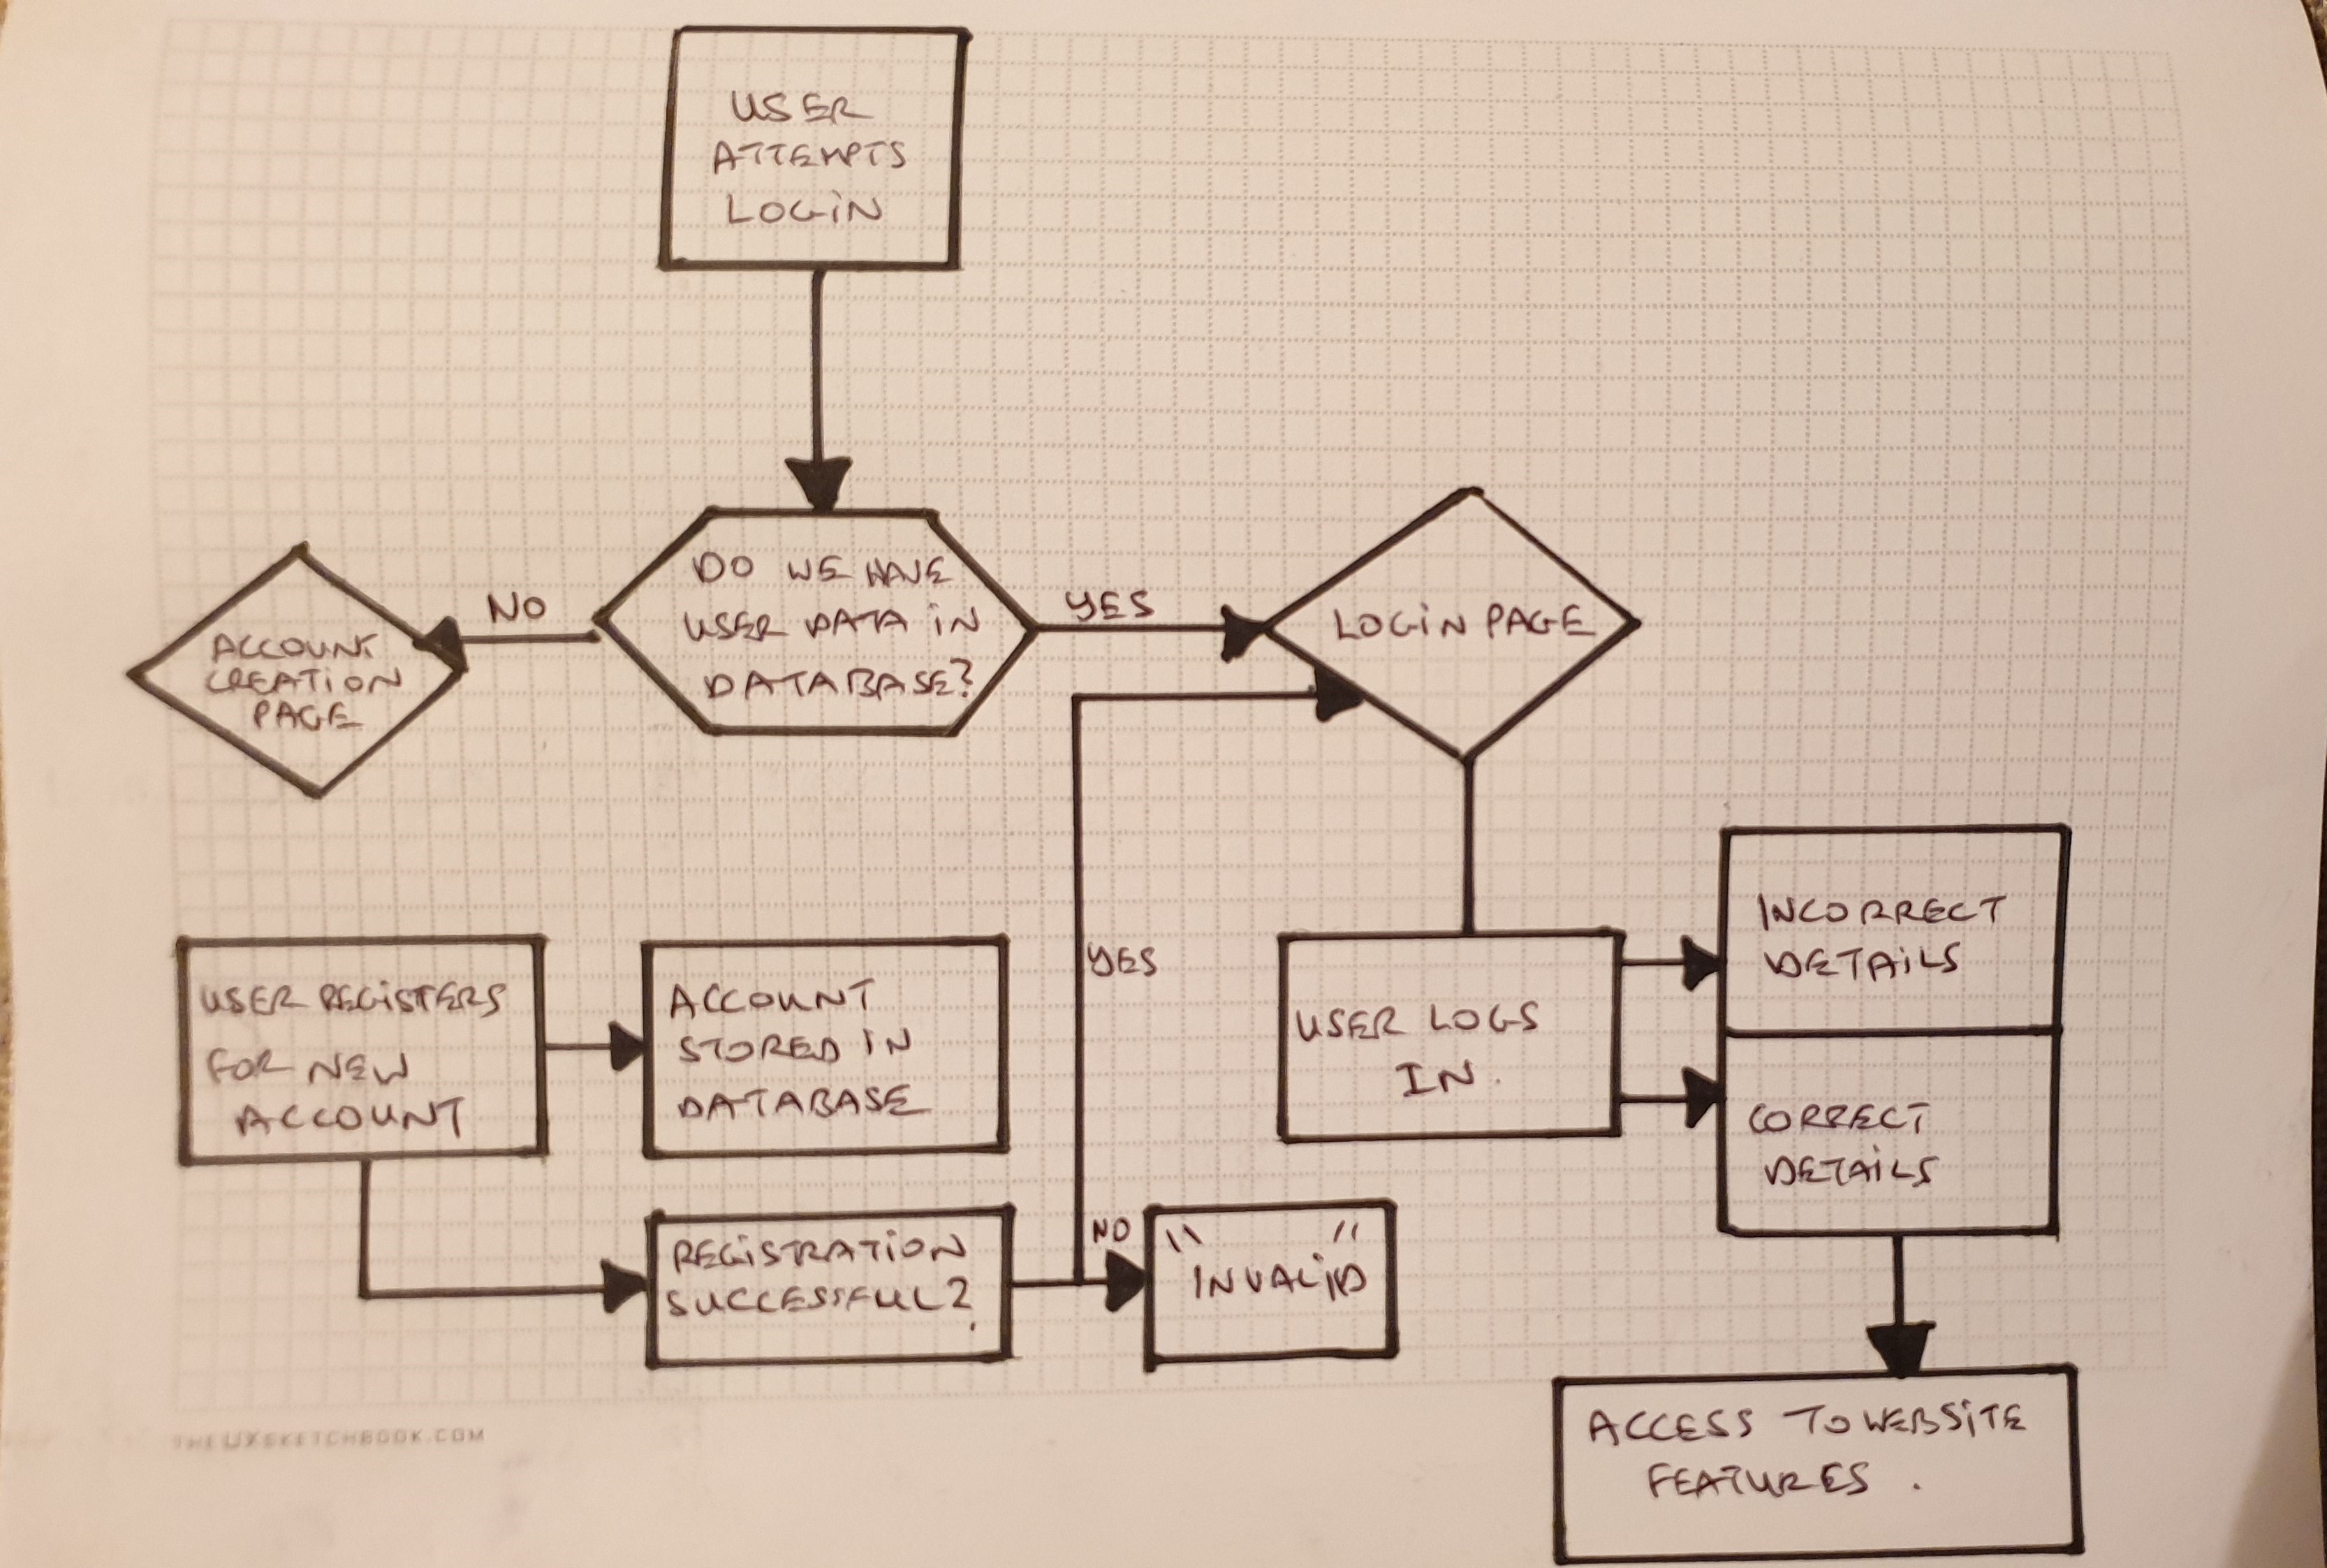 USER
ATTEMPTS
LOGIN
DO WE HAVE
USER DATA IN
DATABASE?
NO
ACCOUNT
CREATION
PAGE
YES
LOGIN PAGE
USER REGISTERS
FOR NEW
ACCOUNT
ACCOUNT
STORED IN
DATABASE
YES
REGISTRATION
SUCCESSFUL?
NO
"INVALID"
USER LOGS
IN.
INCORRECT
DETAILS
CORRECT
DETAILS
ACCESS TO WEBSITE
FEATURES.
THEUXSKETCHBOOK.COM